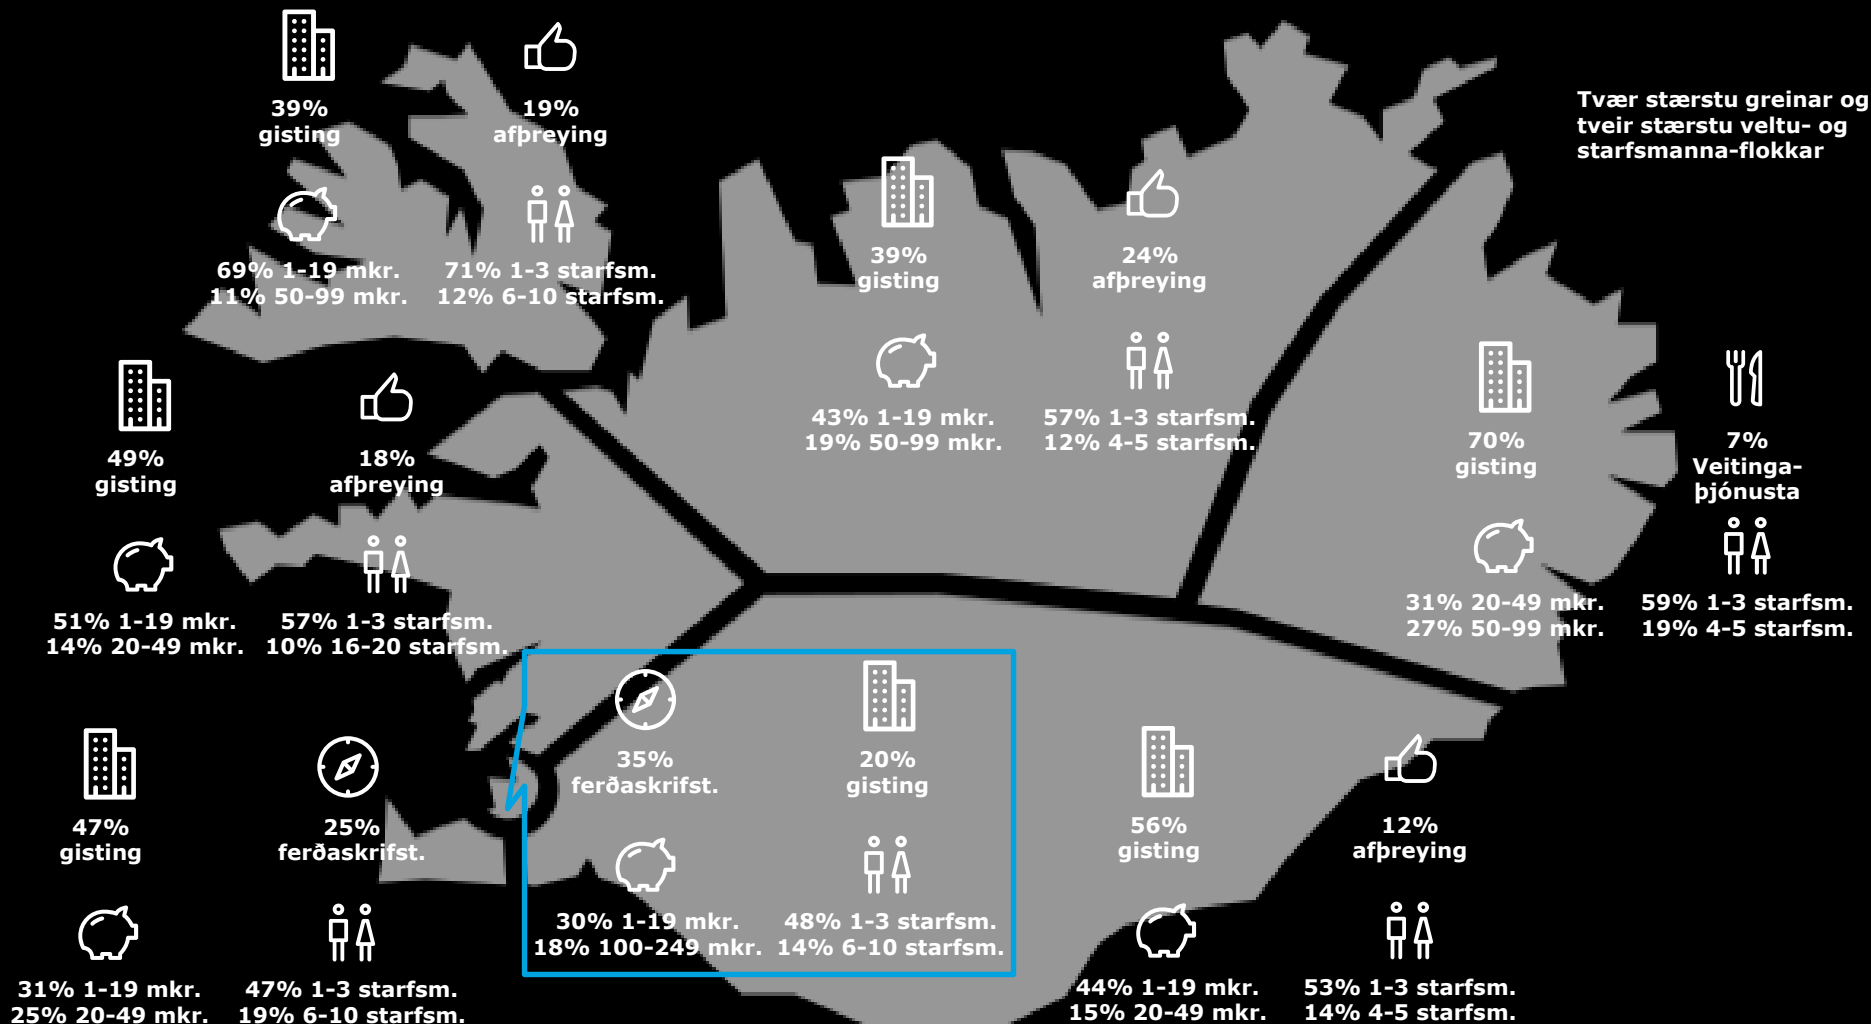 39%
gisting
19%
afþreying
69% 1-19 mkr.
11% 50-99 mkr.
71% 1-3 starfsm.
12% 6-10 starfsm.
Tvær stærstu greinar og
tveir stærstu veltu- og
starfsmanna-flokkar
39%
gisting
24%
afþreying
43% 1-19 mkr.
19% 50-99 mkr.
57% 1-3 starfsm.
12% 4-5 starfsm.
70%
gisting
7%
Veitinga-
þjónusta
31% 20-49 mkr.
27% 50-99 mkr.
59% 1-3 starfsm.
19% 4-5 starfsm.
49%
gisting
18%
afþreying
51% 1-19 mkr.
14% 20-49 mkr.
57% 1-3 starfsm.
10% 16-20 starfsm.
35%
ferðaskrifst.
20%
gisting
30% 1-19 mkr.
18% 100-249 mkr.
48% 1-3 starfsm.
14% 6-10 starfsm.
47%
gisting
25%
ferðaskrifst.
31% 1-19 mkr.
25% 20-49 mkr.
47% 1-3 starfsm.
19% 6-10 starfsm.
56%
gisting
12%
afþreying
44% 1-19 mkr.
15% 20-49 mkr.
53% 1-3 starfsm.
14% 4-5 starfsm.